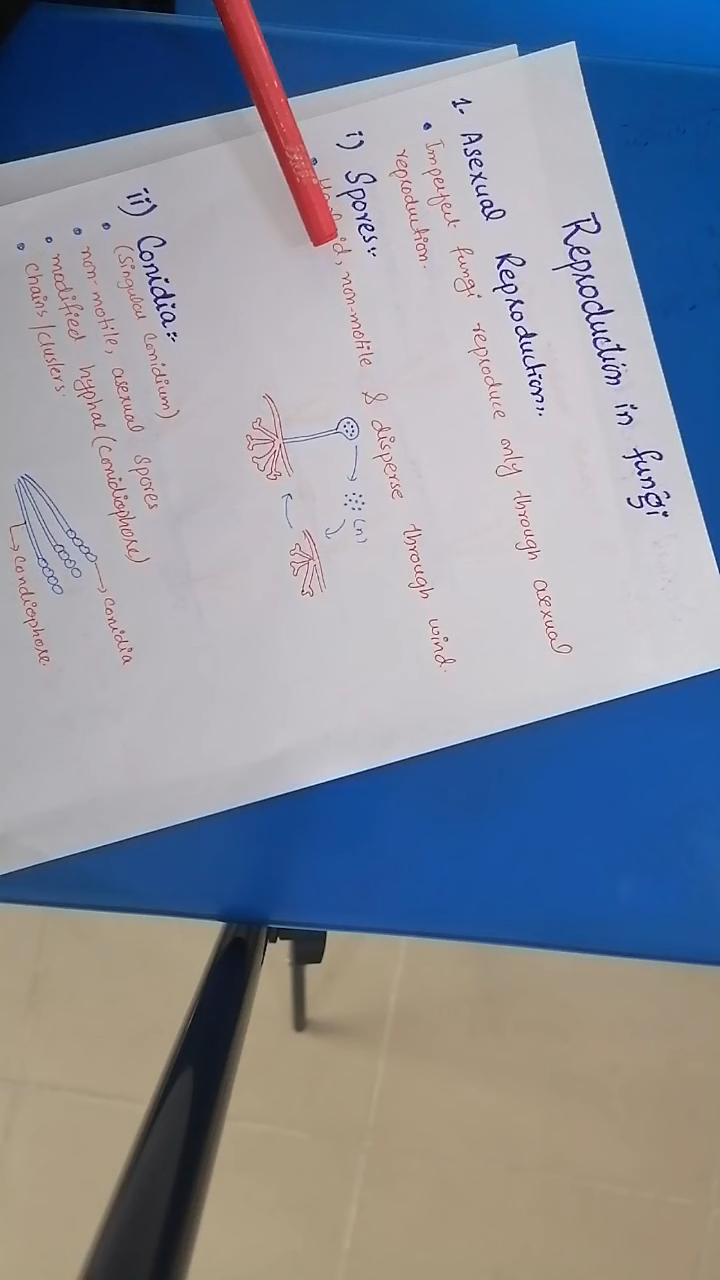 Reproduction in fungi
1- Asexual Reproduction:-
• Imperfect fungi reproduce only through asexual
reproduction.
i) Spores:-
non-motile & disperse through wind.
(n)
ii) Conidia:-
• (singular conidium)
• non-motile, asexual spores
• modified hyphae (conidiophore)
• chains/clusters.
→ conidia
→ Condiophore.